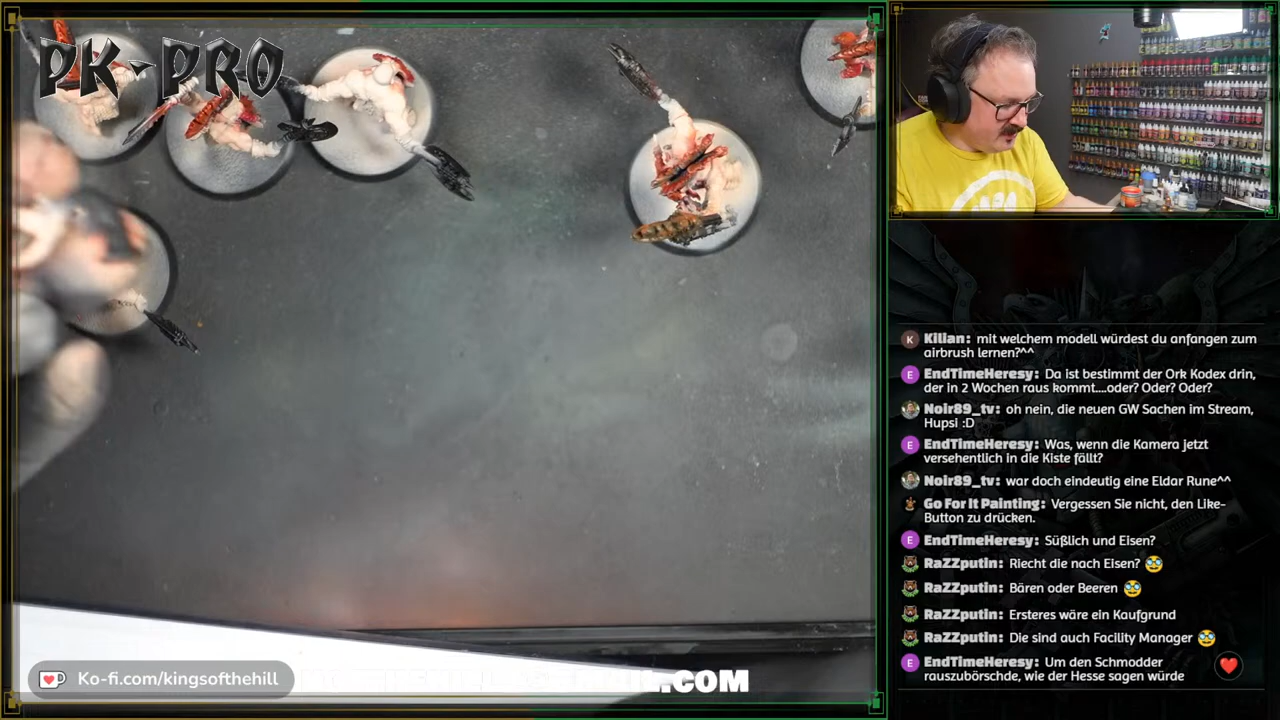 PK-PRO
Kilian: mit welchem modell würdest du anfangen zum
airbrush lernen?^^
EndTimeHeresy: Da ist bestimmt der Ork Kodex drin,
der in 2 Wochen raus kommt....oder? Oder? Oder?
Noir89_tv: oh nein, die neuen GW Sachen im Stream,
Hupsi :D
EndTimeHeresy: Was, wenn die Kamera jetzt
versehentlich in die Kiste fällt?
Noir89_tv: war doch eindeutig eine Eldar Rune^^
Go For It Painting: Vergessen Sie nicht, den Like-
Button zu drücken.
EndTimeHeresy: Süßlich und Eisen?
RaZZputin: Riecht die nach Eisen? 🥸
RaZZputin: Bären oder Beeren 🥸
RaZZputin: Ersteres wäre ein Kaufgrund
RaZZputin: Die sind auch Facility Manager 🥸
EndTimeHeresy: Um den Schmodder
rauszubörschde, wie der Hesse sagen würde
Ko-fi.com/kingsofthehill
.COM